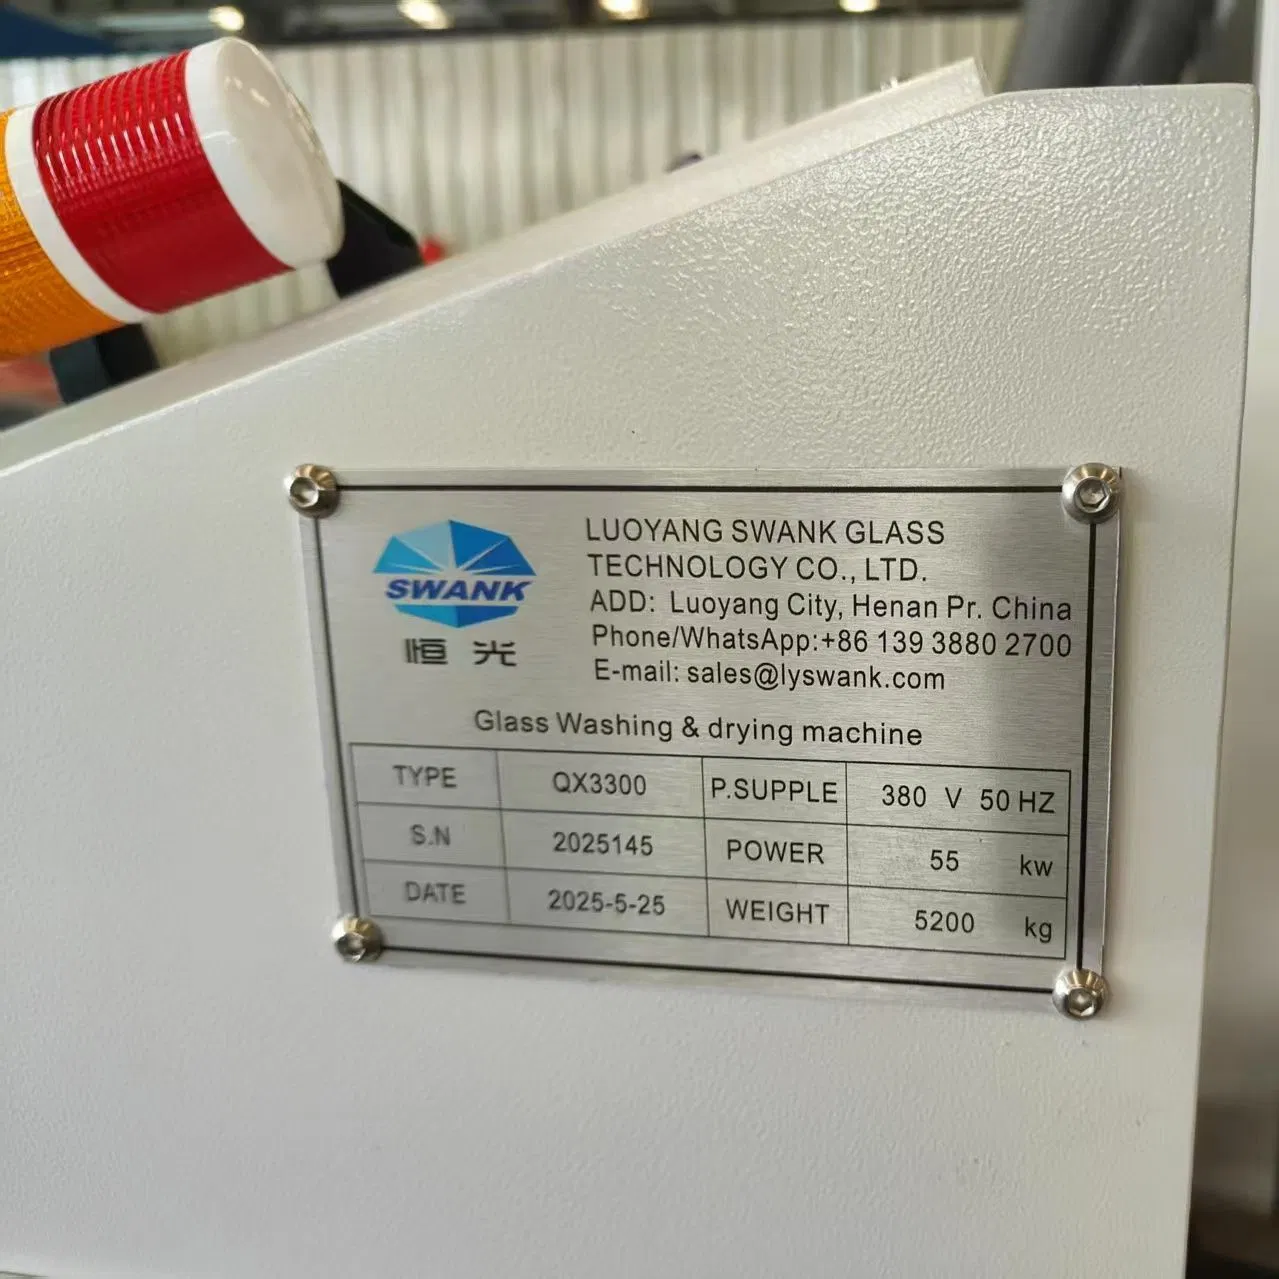 SWANK
恒光
LUOYANG SWANK GLASS
TECHNOLOGY CO., LTD.
ADD: Luoyang City, Henan Pr. China
Phone/WhatsApp:+86 139 3880 2700
E-mail: sales@lyswank.com
Glass Washing & drying machine
TYPE QX3300 P.SUPPLE 380 V 50 HZ
S.N 2025145 POWER 55 kw
DATE 2025-5-25 WEIGHT 5200 kg